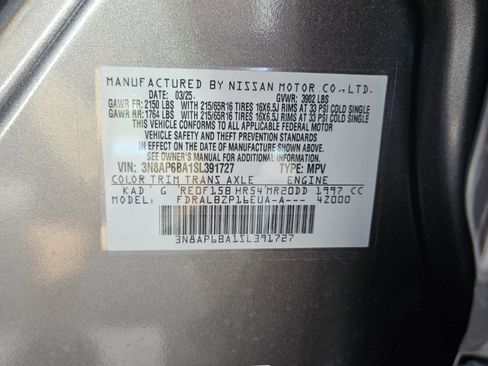 MANUFACTURED BY NISSAN MOTOR CO.,LTD.
DATE: 03/25 GVWR: 3902 LBS
GAWR FR: 2150 LBS WITH 215/65R16 TIRES 16X6.5J RIMS AT 33 PSI COLD SINGLE
GAWR RR: 1764 LBS WITH 215/65R16 TIRES 16X6.5J RIMS AT 33 PSI COLD SINGLE
THIS VEHICLE CONFORMS TO ALL APPLICABLE FEDERAL MOTOR
VEHICLE SAFETY AND THEFT PREVENTION STANDARDS IN
EFFECT ON THE DATE OF MANUFACTURE SHOWN ABOVE.
SEE OWNER'S MANUAL FOR ADDITIONAL INFORMATION.
VIN: 3N8AP6BA1SL391727 TYPE: MPV
COLOR TRIM TRANS AXLE ENGINE
KAD G RE0F15B HR54 MR20DD 1997 CC
MODEL: FDRALBZP16EUA-A--- 4Z000
3N8AP6BA1SL391727